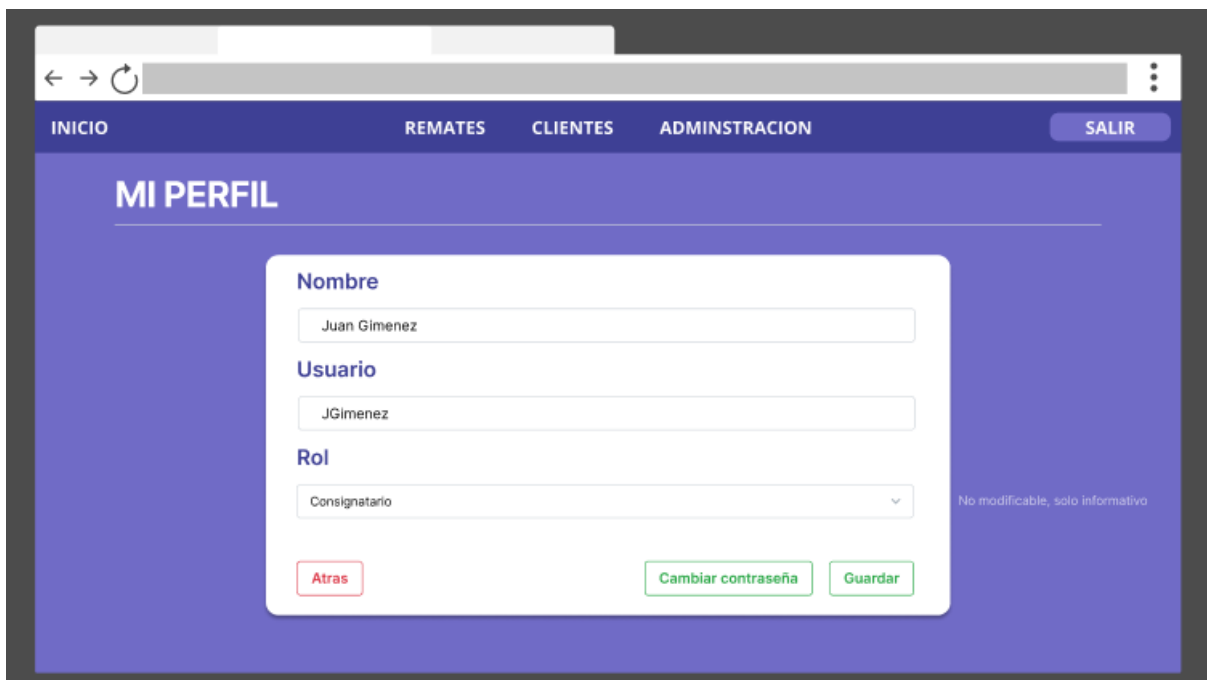 INICIO REMATES CLIENTES ADMINSTRACION SALIR
MI PERFIL
Nombre
Juan Gimenez
Usuario
JGimenez
Rol
Consignatario
No modificable, solo informativo
Atras Cambiar contraseña Guardar